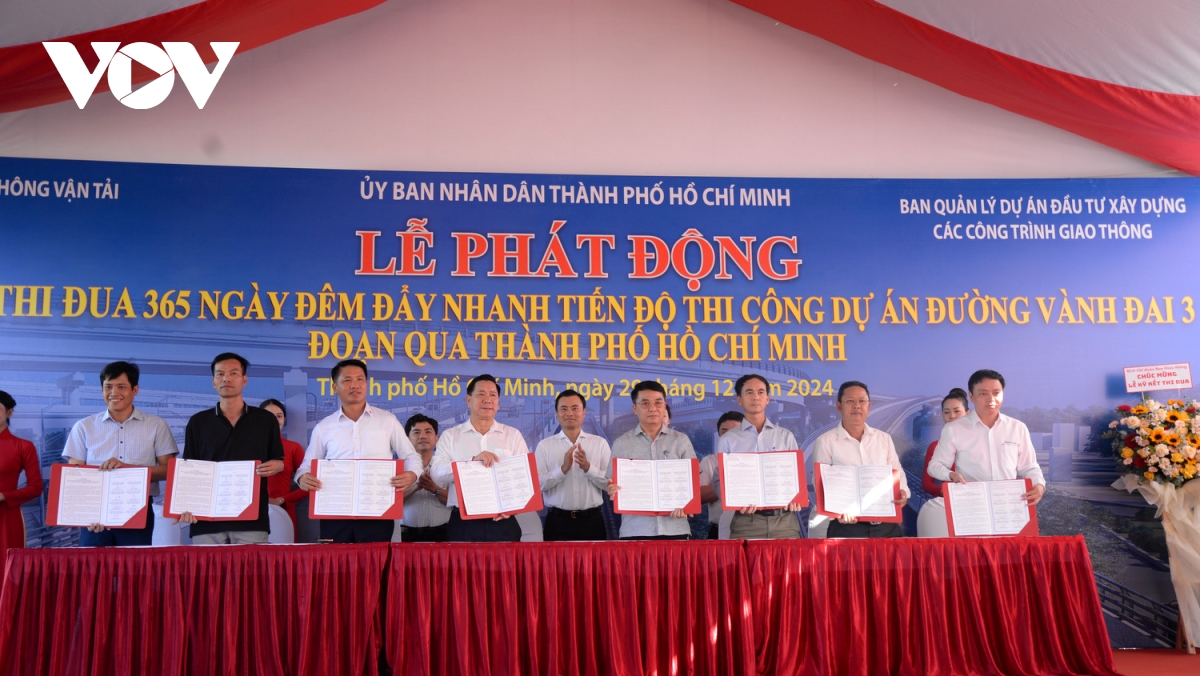 VOV
HÔNG VẬN TẢI
ỦY BAN NHÂN DÂN THÀNH PHỐ HỒ CHÍ MINH
BAN QUẢN LÝ DỰ ÁN ĐẦU TƯ XÂY DỰNG
CÁC CÔNG TRÌNH GIAO THÔNG
LỄ PHÁT ĐỘNG
THI ĐUA 365 NGÀY ĐÊM ĐẨY NHANH TIẾN ĐỘ THI CÔNG DỰ ÁN ĐƯỜNG VÀNH ĐAI 3
ĐOẠN QUA THÀNH PHỐ HỒ CHÍ MINH
phố Hồ Minh, ngày 12 2024
CHÚC MỪNG
LỄ KÝ KẾT THI ĐUA